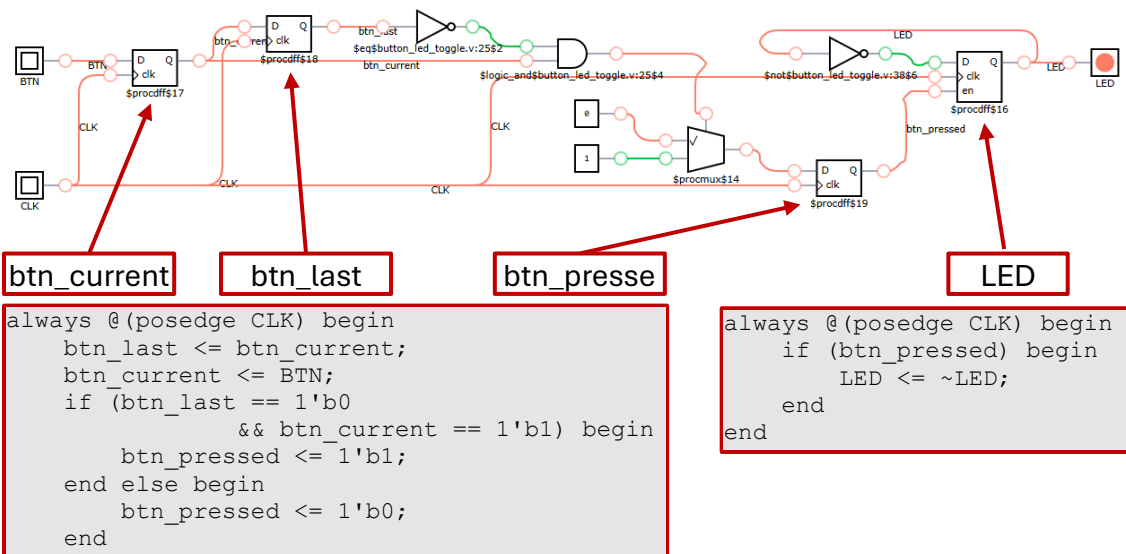 BTN
BTN
D Q
clk
$procdff$17
btn_current
D Q
clk
$procdff$18
btn_last
$eq$button_led_toggle.v:25$2
btn_current
$logic_and$button_led_toggle.v:25$4
LED
$not$button_led_toggle.v:38$6
D Q
clk
en
$procdff$16
LED
LED
CLK
CLK
0
1
$procmux$14
btn_pressed
D Q
clk
$procdff$19
CLK
CLK
CLK
btn_current
btn_last
btn_presse
LED
always @(posedge CLK) begin
btn_last <= btn_current;
btn_current <= BTN;
if (btn_last == 1'b0
&& btn_current == 1'b1) begin
btn_pressed <= 1'b1;
end else begin
btn_pressed <= 1'b0;
end
always @(posedge CLK) begin
if (btn_pressed) begin
LED <= ~LED;
end
end